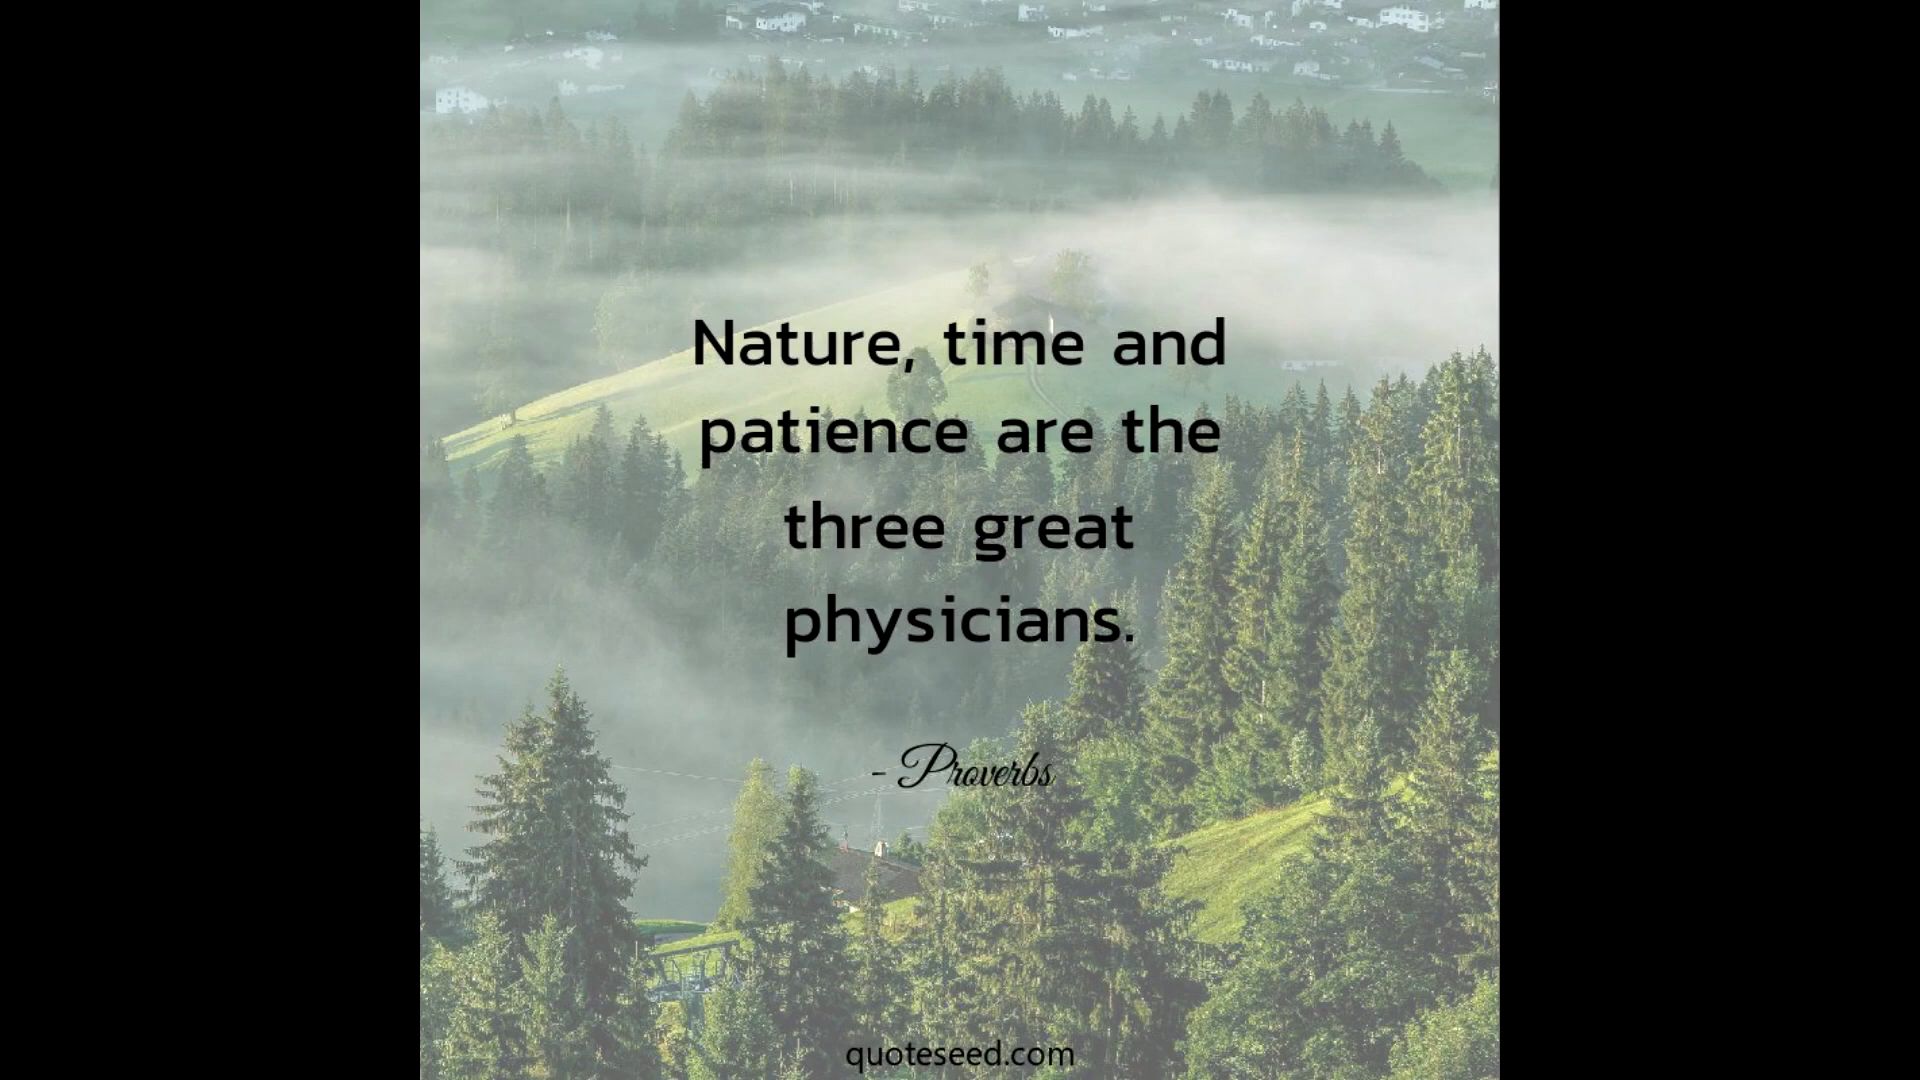 Nature, time and
patience are the
three great
physicians.
- Proverbs
quoteseed.com